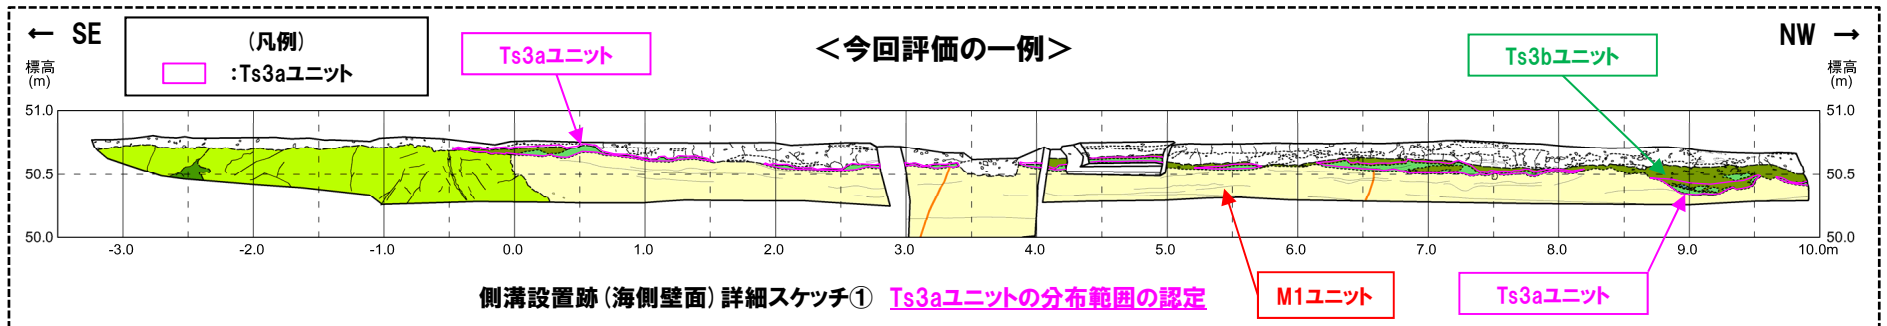 ← SE
(凡例)
:Ts3aユニット
Ts3aユニット
＜今回評価の一例＞
Ts3bユニット
NW →
標高
(m)
標高
(m)
51.0
51.0
50.5
50.5
50.0
50.0
-3.0 -2.0 -1.0 0.0 1.0 2.0 3.0 4.0 5.0 6.0 7.0 8.0 9.0 10.0m
側溝設置跡(海側壁面)詳細スケッチ① Ts3aユニットの分布範囲の認定
M1ユニット
Ts3aユニット